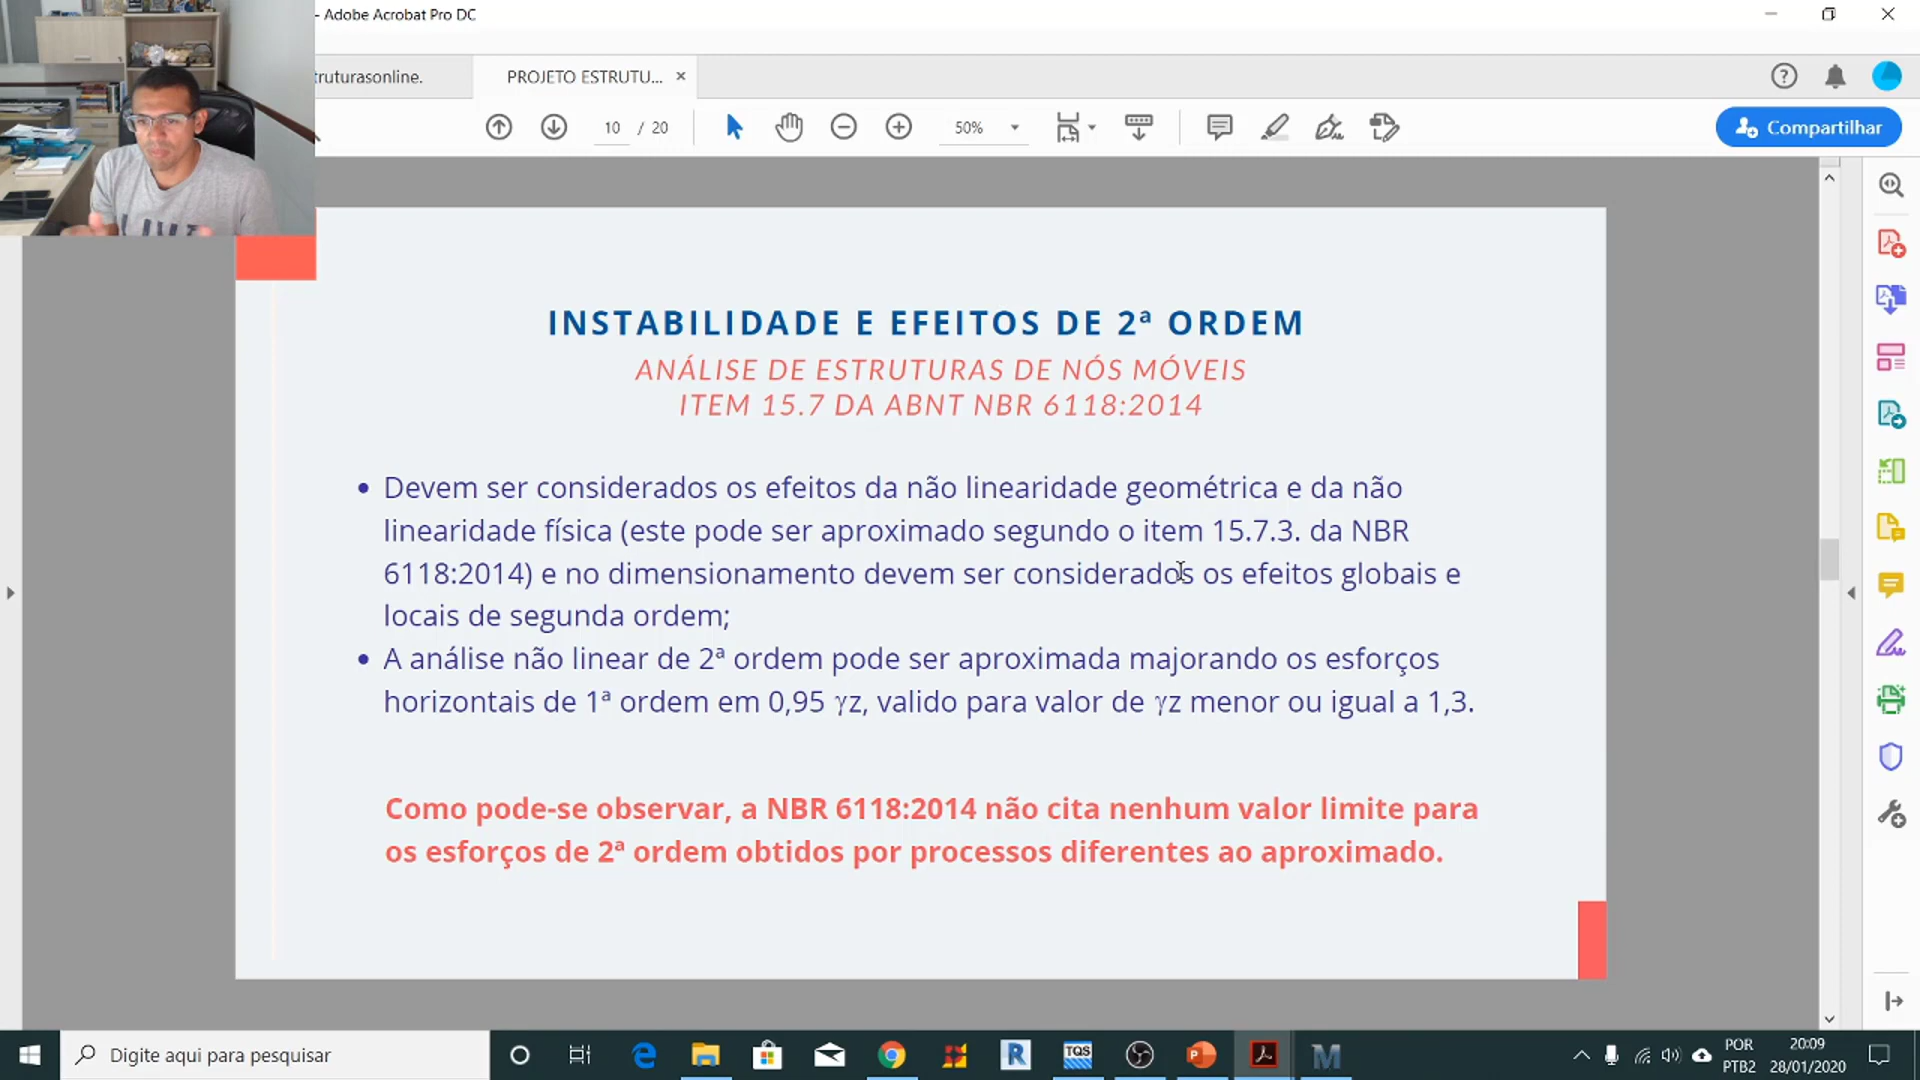 - Adobe Acrobat Pro DC
truturasonline.
PROJETO ESTRUTU...
10 / 20
50%
Compartilhar
INSTABILIDADE E EFEITOS DE 2ª ORDEM
ANÁLISE DE ESTRUTURAS DE NÓS MÓVEIS
ITEM 15.7 DA ABNT NBR 6118:2014
• Devem ser considerados os efeitos da não linearidade geométrica e da não
linearidade física (este pode ser aproximado segundo o item 15.7.3. da NBR
6118:2014) e no dimensionamento devem ser considerados os efeitos globais e
locais de segunda ordem;
• A análise não linear de 2ª ordem pode ser aproximada majorando os esforços
horizontais de 1ª ordem em 0,95 γz, valido para valor de γz menor ou igual a 1,3.
Como pode-se observar, a NBR 6118:2014 não cita nenhum valor limite para
os esforços de 2ª ordem obtidos por processos diferentes ao aproximado.
Digite aqui para pesquisar
TQS
POR
PTB2
20:09
28/01/2020